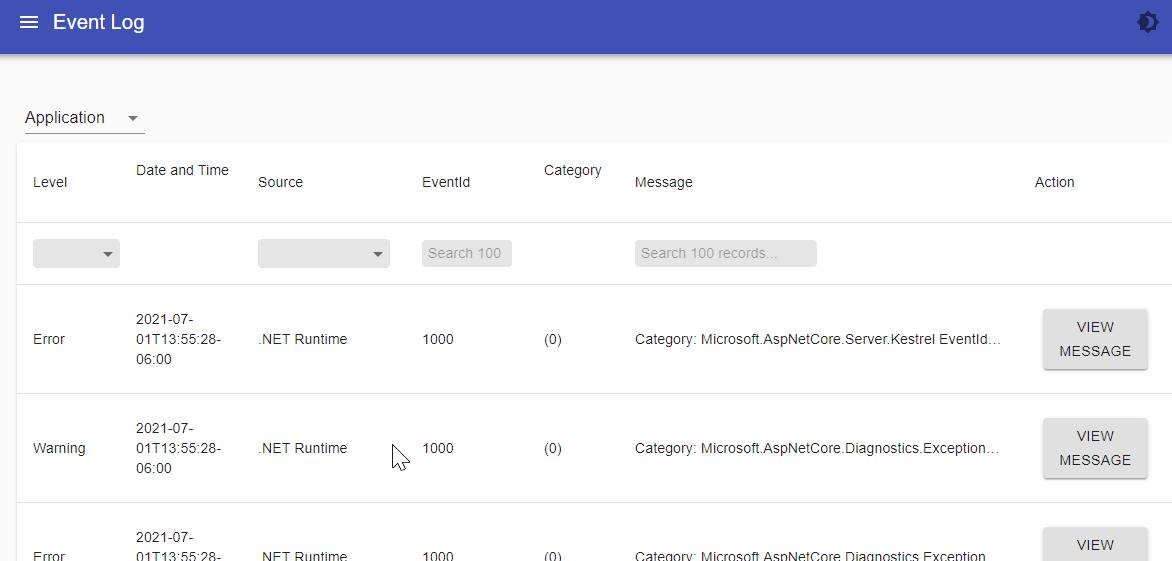 Event Log
Application
Level Date and Time Source EventId Category Message Action
Search 100 Search 100 records...
Error 2021-07-01T13:55:28-06:00 .NET Runtime 1000 (0) Category: Microsoft.AspNetCore.Server.Kestrel EventId... VIEW MESSAGE
Warning 2021-07-01T13:55:28-06:00 .NET Runtime 1000 (0) Category: Microsoft.AspNetCore.Diagnostics.Exception... VIEW MESSAGE
Error 2021-07-01T13:55:28- .NET Runtime 1000 (0) Category: Microsoft.AspNetCore.Diagnostics.Exception VIEW